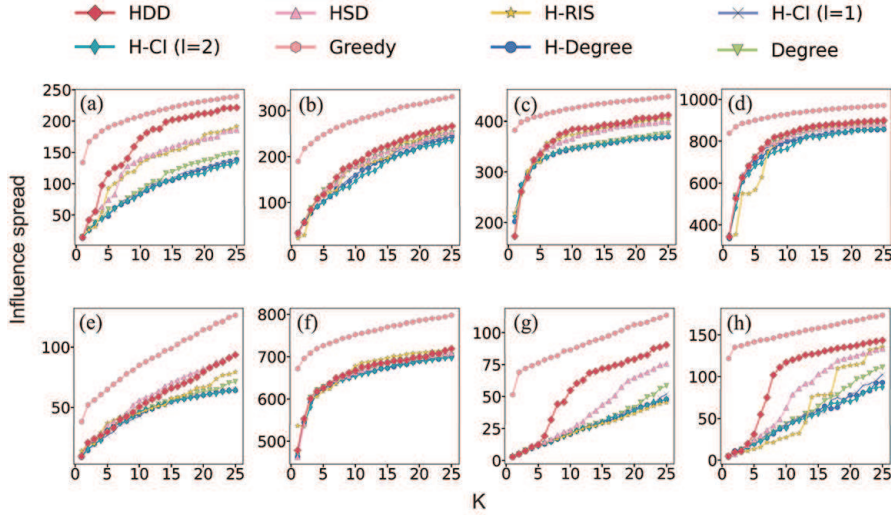 HDD HSD H-RIS H-CI (l=1)
H-CI (l=2) Greedy H-Degree Degree
Influence spread
(a) (b) (c) (d)
250
200
150
100
50
0 5 10 15 20 25
300
200
100
0 5 10 15 20 25
400
300
200
0 5 10 15 20 25
1000
800
600
400
0 5 10 15 20 25
(e) (f) (g) (h)
100
50
0 5 10 15 20 25
800
700
600
500
0 5 10 15 20 25
100
75
50
25
0
0 5 10 15 20 25
150
100
50
0
0 5 10 15 20 25
K